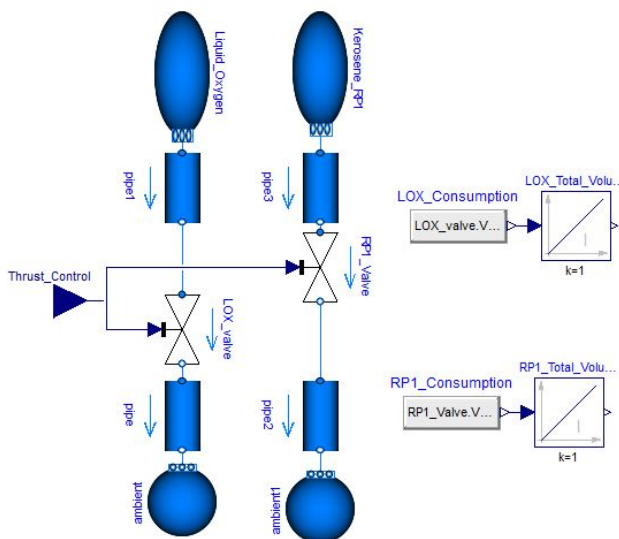 Liquid_Oxygen
Kerosene_RP1
pipe1
pipe3
LOX_Total_Volu...
LOX_Consumption
LOX_valve.V...
I
k=1
RP1_Valve
Thrust_Control
LOX_valve
RP1_Total_Volu...
RP1_Consumption
RP1_Valve.V...
I
k=1
pipe
pipe2
ambient
ambient1